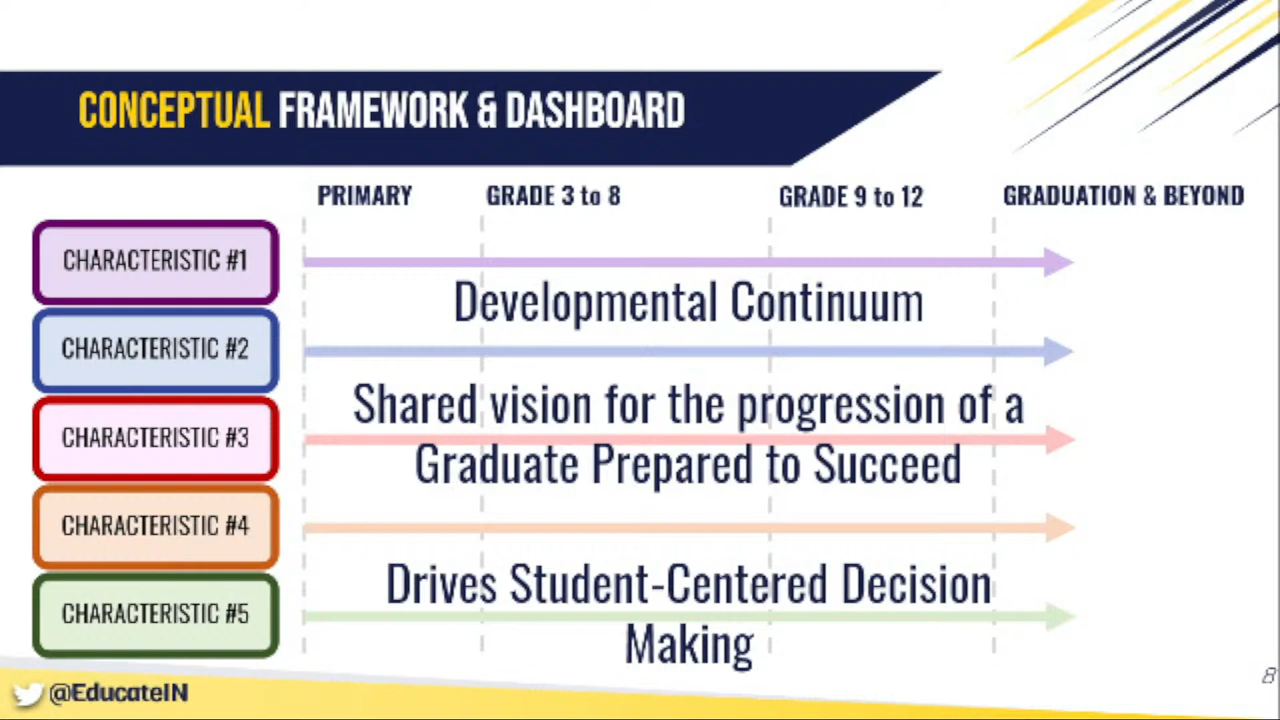 CONCEPTUAL FRAMEWORK & DASHBOARD
PRIMARY
GRADE 3 to 8
GRADE 9 to 12
GRADUATION & BEYOND
CHARACTERISTIC #1
Developmental Continuum
CHARACTERISTIC #2
Shared vision for the progression of a
CHARACTERISTIC #3
Graduate Prepared to Succeed
CHARACTERISTIC #4
Drives Student-Centered Decision
CHARACTERISTIC #5
Making
@EducateIN
8